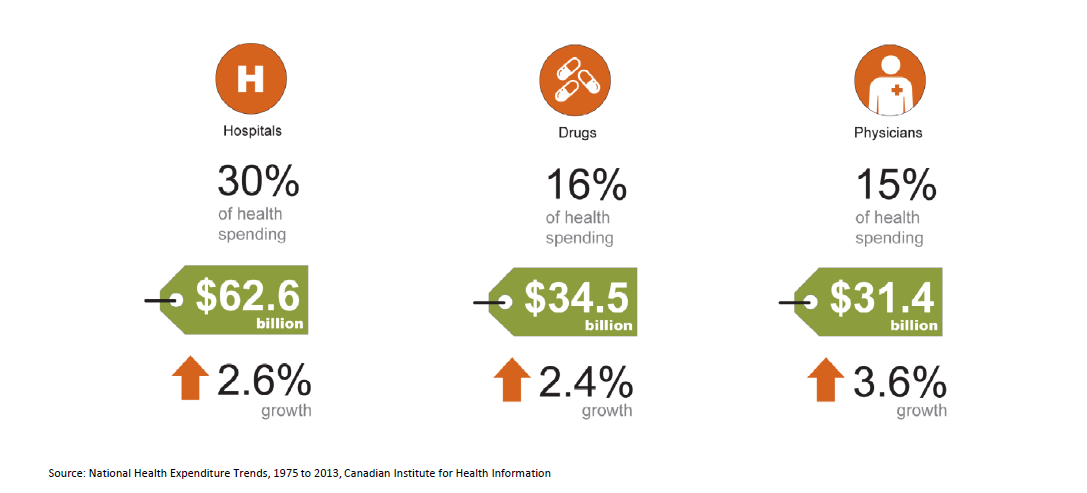 H
Hospitals
30%
of health
spending
$62.6
billion
2.6%
growth
Drugs
16%
of health
spending
$34.5
billion
2.4%
growth
Physicians
15%
of health
spending
$31.4
billion
3.6%
growth
Source: National Health Expenditure Trends, 1975 to 2013, Canadian Institute for Health Information